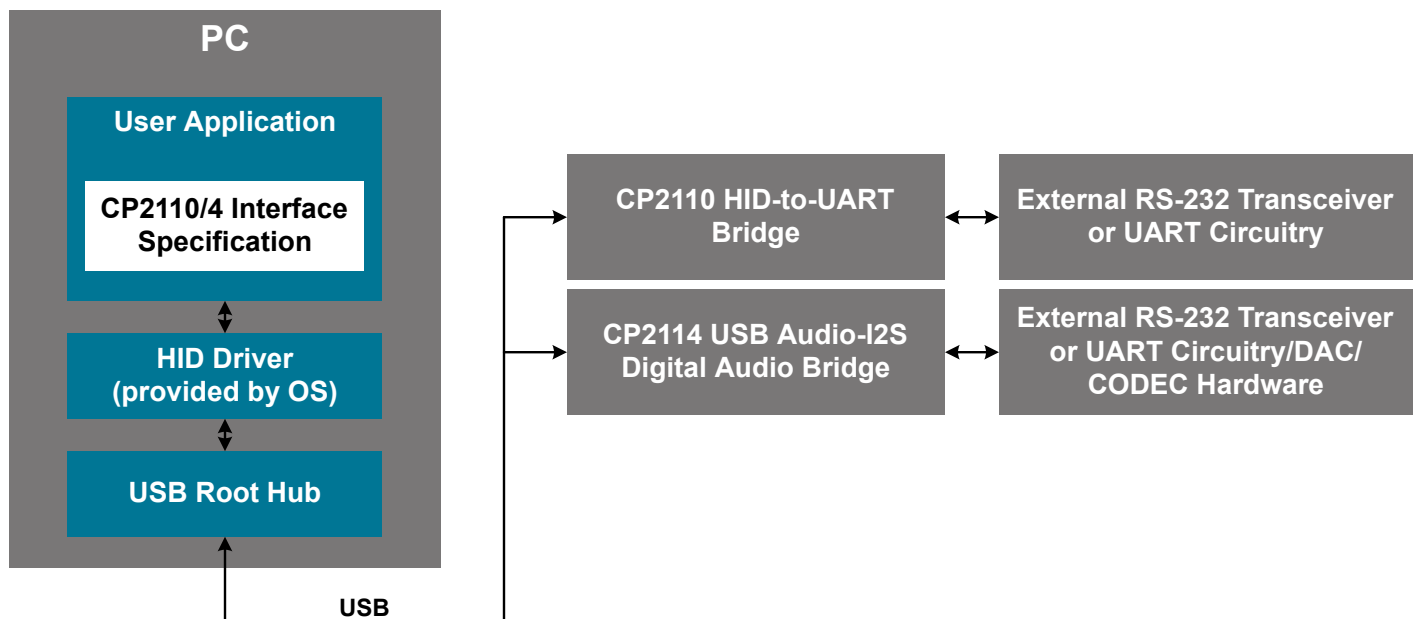 PC
User Application
CP2110/4 Interface
Specification
HID Driver
(provided by OS)
USB Root Hub
USB
CP2110 HID-to-UART
Bridge
External RS-232 Transceiver
or UART Circuitry
CP2114 USB Audio-I2S
Digital Audio Bridge
External RS-232 Transceiver
or UART Circuitry/DAC/
CODEC Hardware